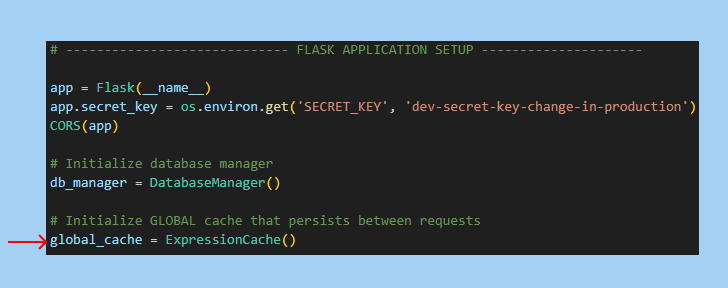 # ----------------------------- FLASK APPLICATION SETUP ---------------------
app = Flask(__name__)
app.secret_key = os.environ.get('SECRET_KEY', 'dev-secret-key-change-in-production')
CORS(app)
# Initialize database manager
db_manager = DatabaseManager()
# Initialize GLOBAL cache that persists between requests
global_cache = ExpressionCache()